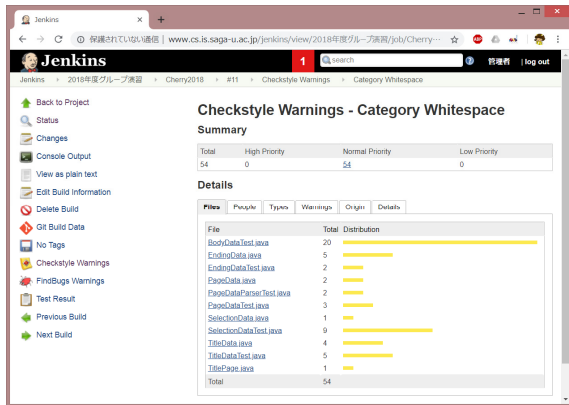 Jenkins
保護されていない通信 | www.cs.is.saga-u.ac.jp/jenkins/view/2018年度グループ演習/job/Cherry…
ABP
Jenkins
1
search
管理者 | log out
Jenkins 2018年度グループ演習 Cherry2018 #11 Checkstyle Warnings Category Whitespace
Back to Project
Status
Changes
Console Output
View as plain text
Edit Build Information
Delete Build
Git Build Data
No Tags
Checkstyle Warnings
FindBugs Warnings
Test Result
Previous Build
Next Build
Checkstyle Warnings - Category Whitespace
Summary
Total High Priority Normal Priority Low Priority
54 0 54 0
Details
Files People Types Warnings Origin Details
File Total Distribution
BodyDataTest.java 20
EndingData.java 5
EndingDataTest.java 2
PageData.java 2
PageDataParserTest.java 2
PageDataTest.java 3
SelectionData.java 1
SelectionDataTest.java 9
TitleData.java 4
TitleDataTest.java 5
TitlePage.java 1
Total 54